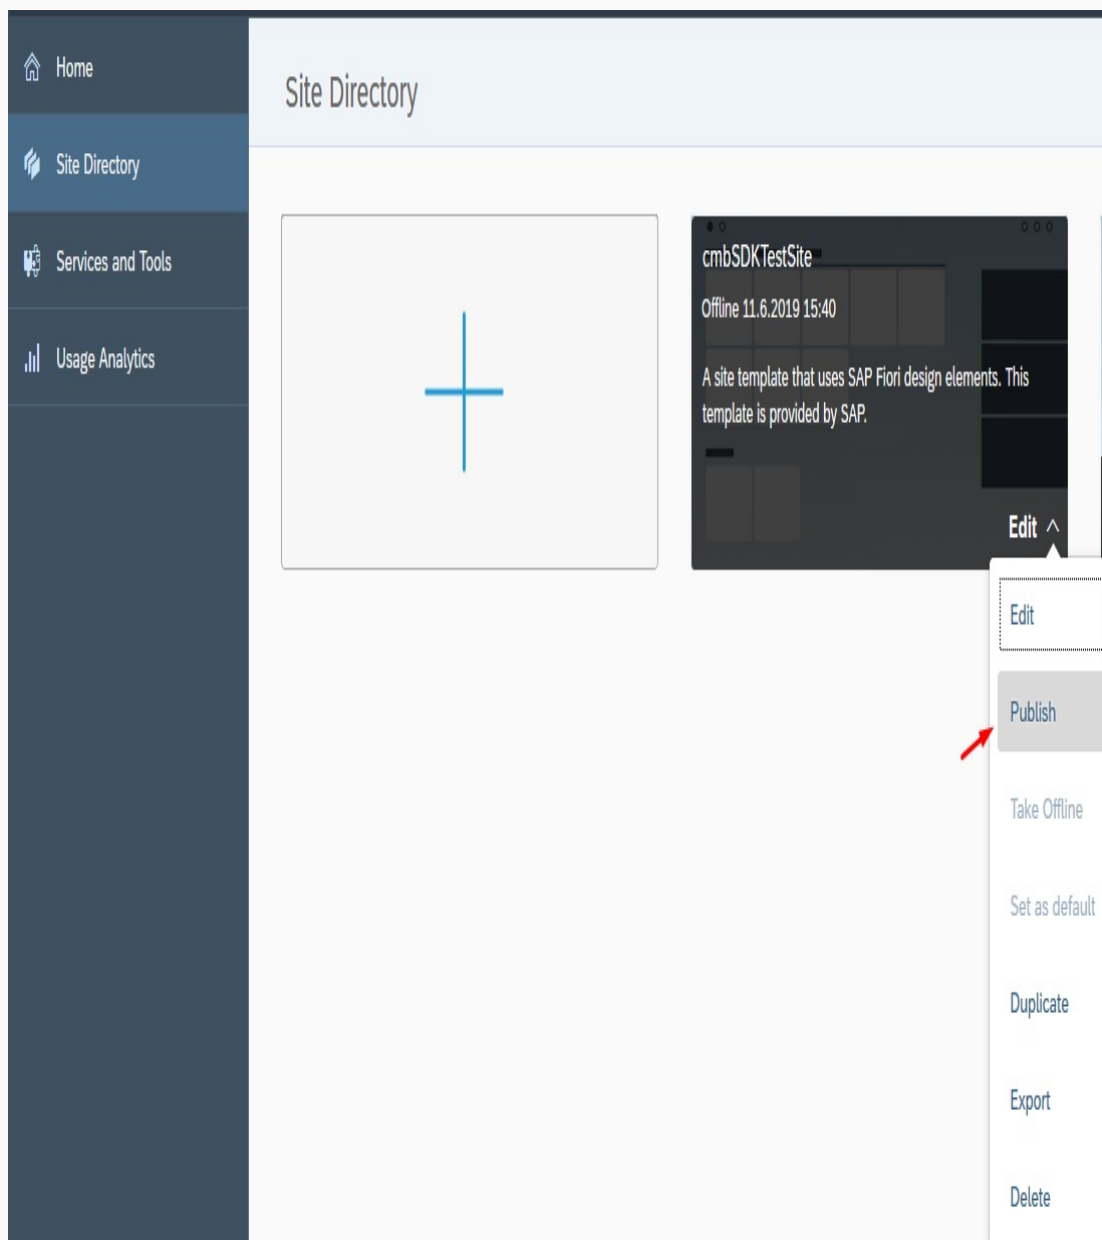 Home
Site Directory
Services and Tools
Usage Analytics
Site Directory
cmbSDKTestSite
Offline 11.6.2019 15:40
A site template that uses SAP Fiori design elements. This
template is provided by SAP.
Edit
Edit
Publish
Take Offline
Set as default
Duplicate
Export
Delete